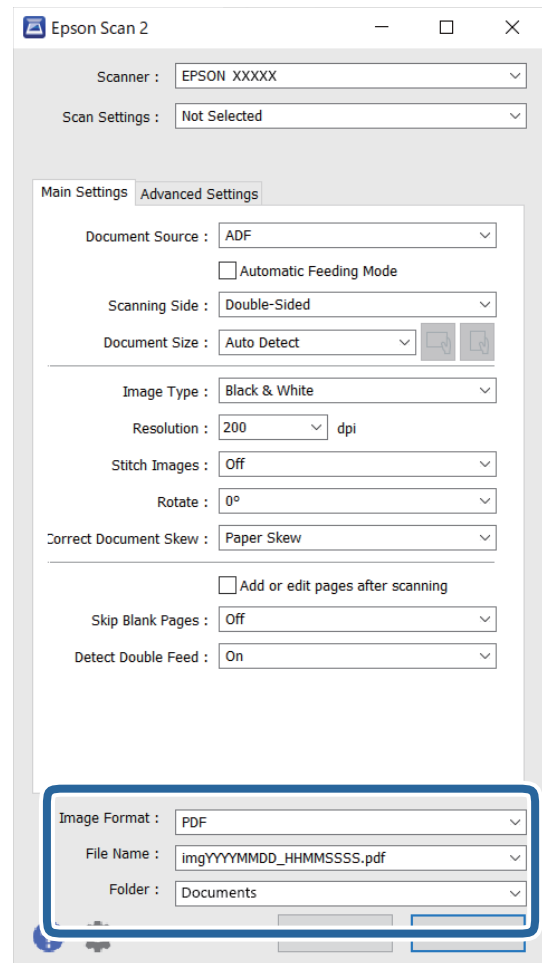 Epson Scan 2
Scanner : EPSON XXXXX
Scan Settings : Not Selected
Main Settings Advanced Settings
Document Source : ADF
Automatic Feeding Mode
Scanning Side : Double-Sided
Document Size : Auto Detect
Image Type : Black & White
Resolution : 200 dpi
Stitch Images : Off
Rotate : 0°
Correct Document Skew : Paper Skew
Add or edit pages after scanning
Skip Blank Pages : Off
Detect Double Feed : On
Image Format : PDF
File Name : imgYYYYMMDD_HHMMSSSS.pdf
Folder : Documents